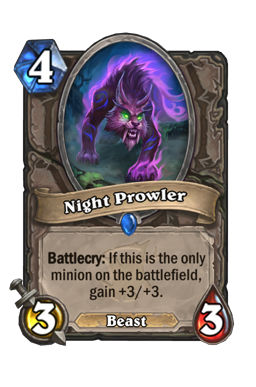 4
Night Prowler
Battlecry: If this is the only
minion on the battlefield,
gain +3/+3.
3
Beast
3